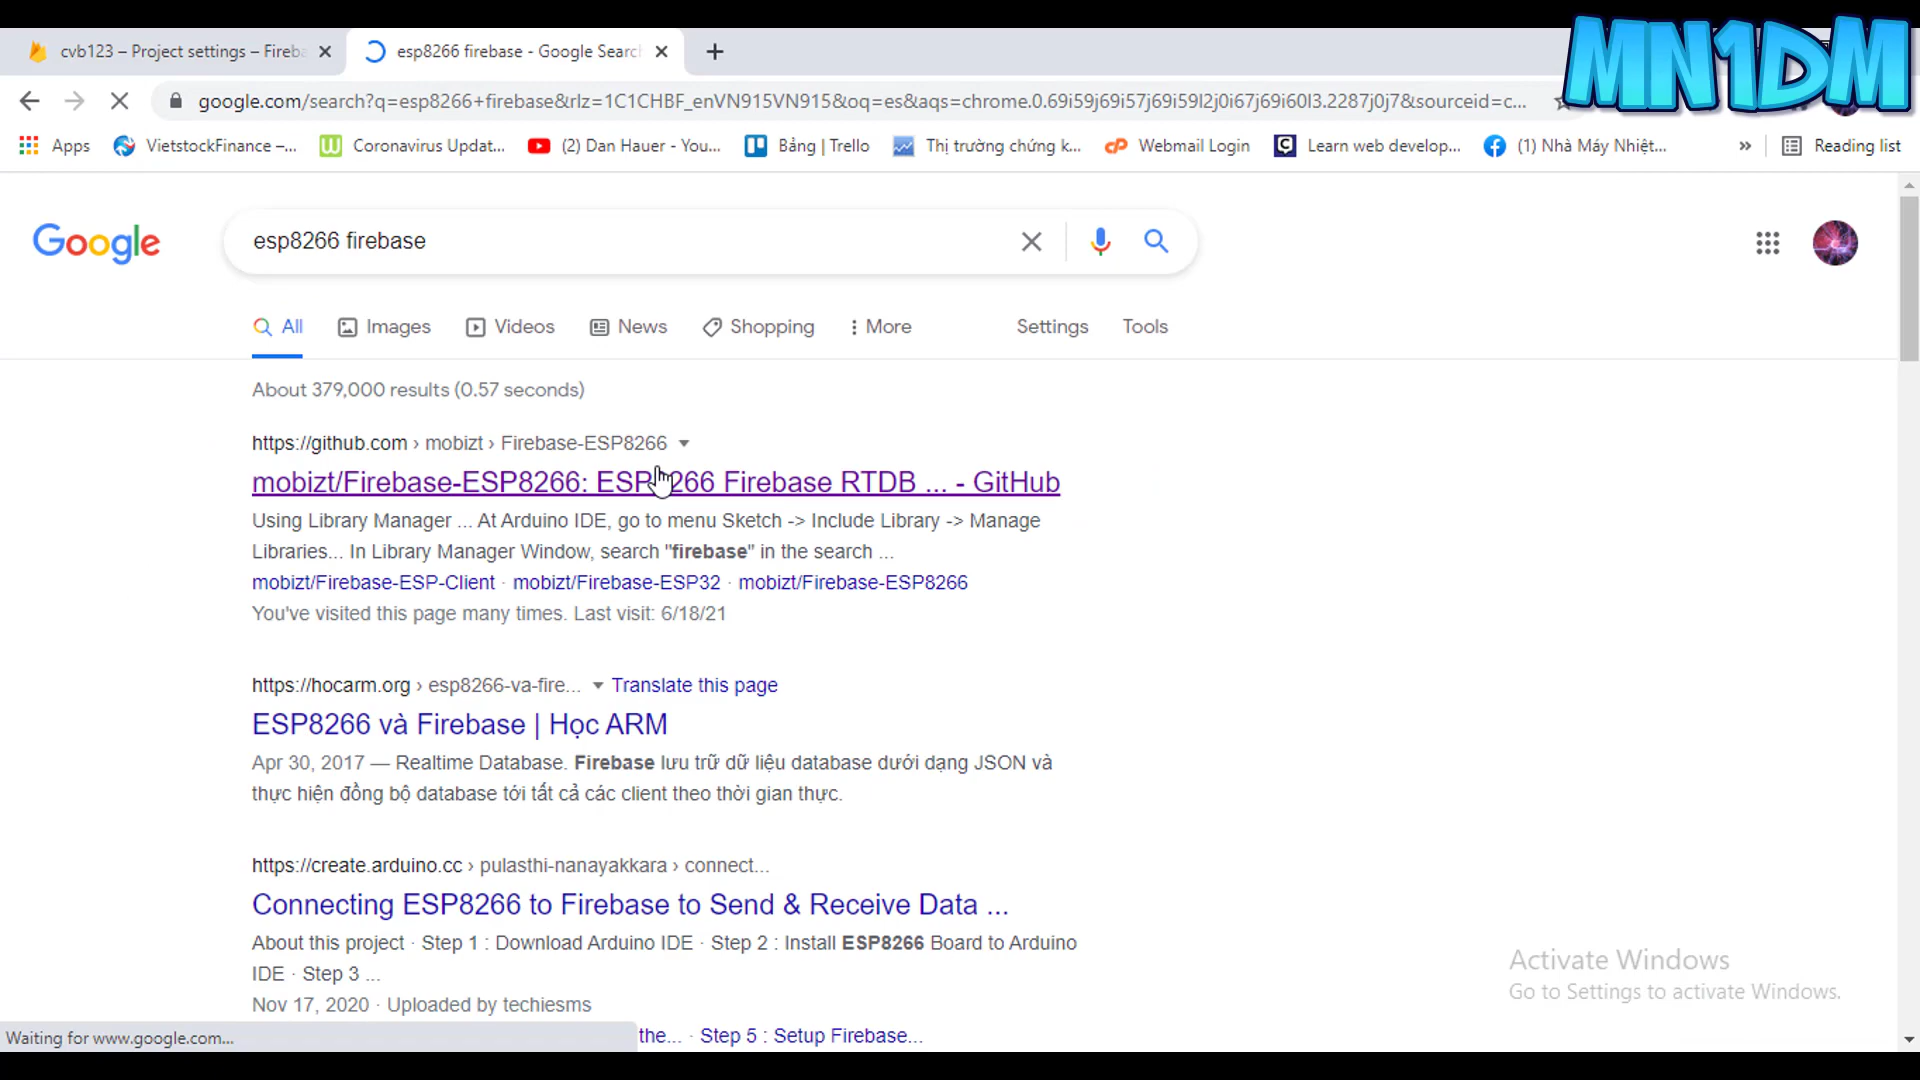 MN1DM
cvb123 – Project settings – Fireba
esp8266 firebase - Google Searc
google.com/search?q=esp8266+firebase&rlz=1C1CHBF_enVN915VN915&oq=es&aqs=chrome.0.69i59j69i57j69i59l2j0i67j69i60l3.2287j0j7&sourceid=c...
Apps
VietstockFinance –...
Coronavirus Updat...
(2) Dan Hauer - You...
Bảng | Trello
Thị trường chứng k...
Webmail Login
Learn web develop...
(1) Nhà Máy Nhiệt...
»
Reading list
Google
esp8266 firebase
All
Images
Videos
News
Shopping
More
Settings
Tools
About 379,000 results (0.57 seconds)
https://github.com › mobizt › Firebase-ESP8266
mobizt/Firebase-ESP8266: ESP8266 Firebase RTDB ... - GitHub
Using Library Manager ... At Arduino IDE, go to menu Sketch -> Include Library -> Manage
Libraries... In Library Manager Window, search "firebase" in the search ...
mobizt/Firebase-ESP-Client · mobizt/Firebase-ESP32 · mobizt/Firebase-ESP8266
You've visited this page many times. Last visit: 6/18/21
https://hocarm.org › esp8266-va-fire... Translate this page
ESP8266 và Firebase | Học ARM
Apr 30, 2017 — Realtime Database. Firebase lưu trữ dữ liệu database dưới dạng JSON và
thực hiện đồng bộ database tới tất cả các client theo thời gian thực.
https://create.arduino.cc › pulasthi-nanayakkara › connect...
Connecting ESP8266 to Firebase to Send & Receive Data ...
About this project · Step 1 : Download Arduino IDE · Step 2 : Install ESP8266 Board to Arduino
IDE · Step 3 ...
Nov 17, 2020 · Uploaded by techiesms
the... · Step 5 : Setup Firebase...
Activate Windows
Go to Settings to activate Windows.
Waiting for www.google.com...